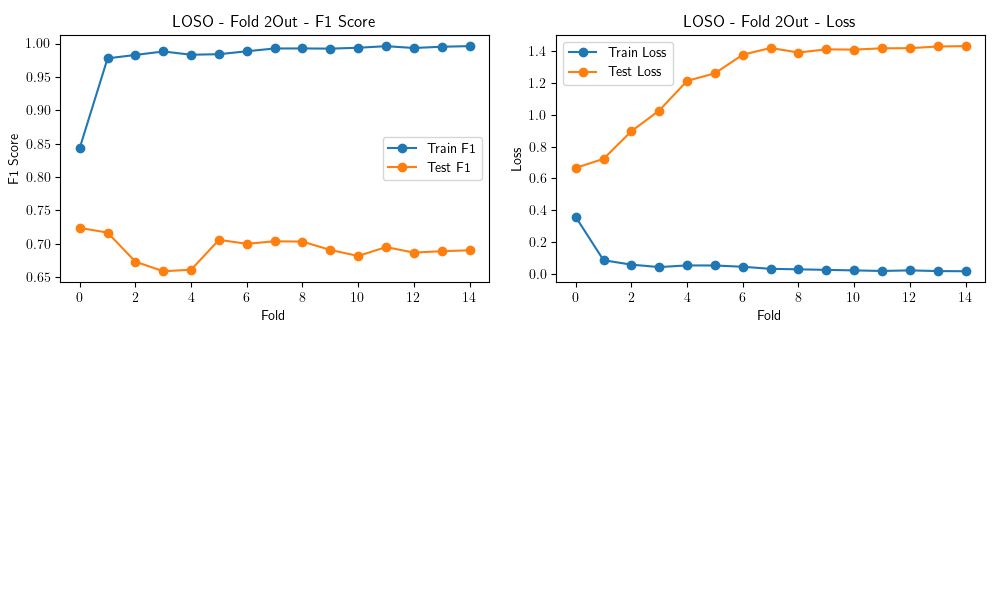 LOSO - Fold 2Out - F1 Score
1.00
0.95
0.90
0.85
0.80
0.75
0.70
0.65
F1 Score
Train F1
Test F1
0 2 4 6 8 10 12 14
Fold
LOSO - Fold 2Out - Loss
1.4
1.2
1.0
0.8
0.6
0.4
0.2
0.0
Loss
Train Loss
Test Loss
0 2 4 6 8 10 12 14
Fold